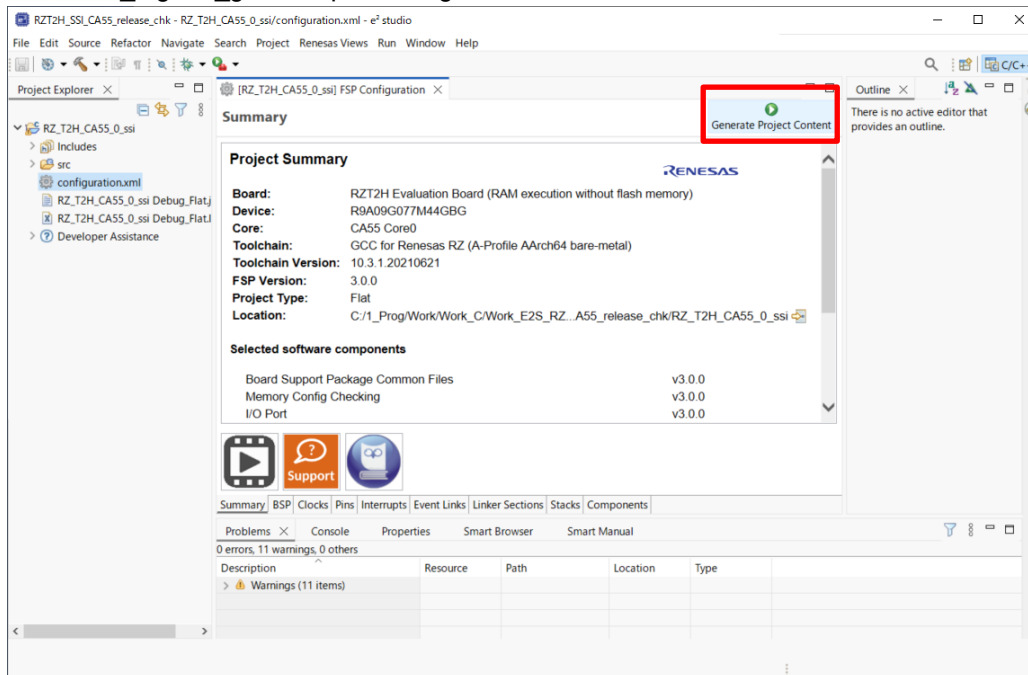 RZT2H_SSI_CA55_release_chk - RZ_T2H_CA55_0_ssi/configuration.xml - e² studio
File Edit Source Refactor Navigate Search Project Renesas Views Run Window Help
C/C+
Project Explorer
RZ_T2H_CA55_0_ssi
Includes
src
configuration.xml
RZ_T2H_CA55_0_ssi Debug_Flat.j
RZ_T2H_CA55_0_ssi Debug_Flat.l
Developer Assistance
[RZ_T2H_CA55_0_ssi] FSP Configuration
Summary
Generate Project Content
Project Summary
RENESAS
Board: RZT2H Evaluation Board (RAM execution without flash memory)
Device: R9A09G077M44GBG
Core: CA55 Core0
Toolchain: GCC for Renesas RZ (A-Profile AArch64 bare-metal)
Toolchain Version: 10.3.1.20210621
FSP Version: 3.0.0
Project Type: Flat
Location: C:/1_Prog/Work/Work_C/Work_E2S_RZ...A55_release_chk/RZ_T2H_CA55_0_ssi
Selected software components
Board Support Package Common Files v3.0.0
Memory Config Checking v3.0.0
I/O Port v3.0.0
Support
Summary BSP Clocks Pins Interrupts Event Links Linker Sections Stacks Components
Problems Console Properties Smart Browser Smart Manual
0 errors, 11 warnings, 0 others
Description Resource Path Location Type
Warnings (11 items)
Outline
There is no active editor that
provides an outline.